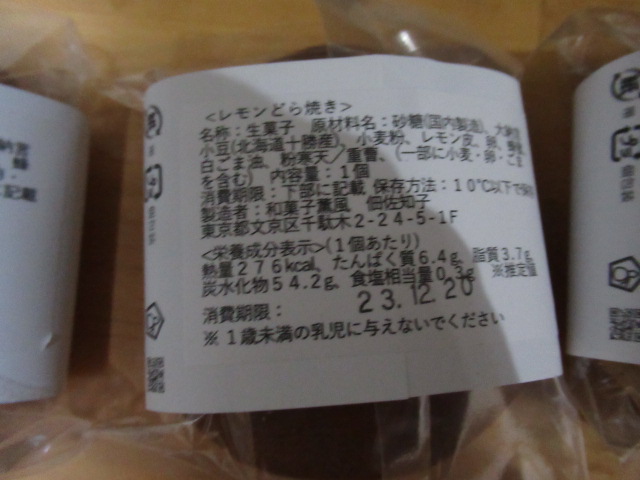 <レモンどら焼き>
名称：生菓子　原材料名：砂糖(国内製造)、大納言
小豆(北海道十勝産)、小麦粉、レモン皮、卵、蜂蜜、
白ごま油、粉寒天／重曹、(一部に小麦・卵・ごま
を含む)　内容量：１個
消費期限：下部に記載 保存方法：１０℃以下で
製造者：和菓子薫風　佃佐知子
東京都文京区千駄木２-２４-５-１F
<栄養成分表示>(１個あたり)
熱量２７６kcal、たんぱく質６.４g、脂質３.７g、
炭水化物５４.２g、食塩相当量０.３g　※推定値
消費期限： 23.12.20
※１歳未満の乳児に与えないでください